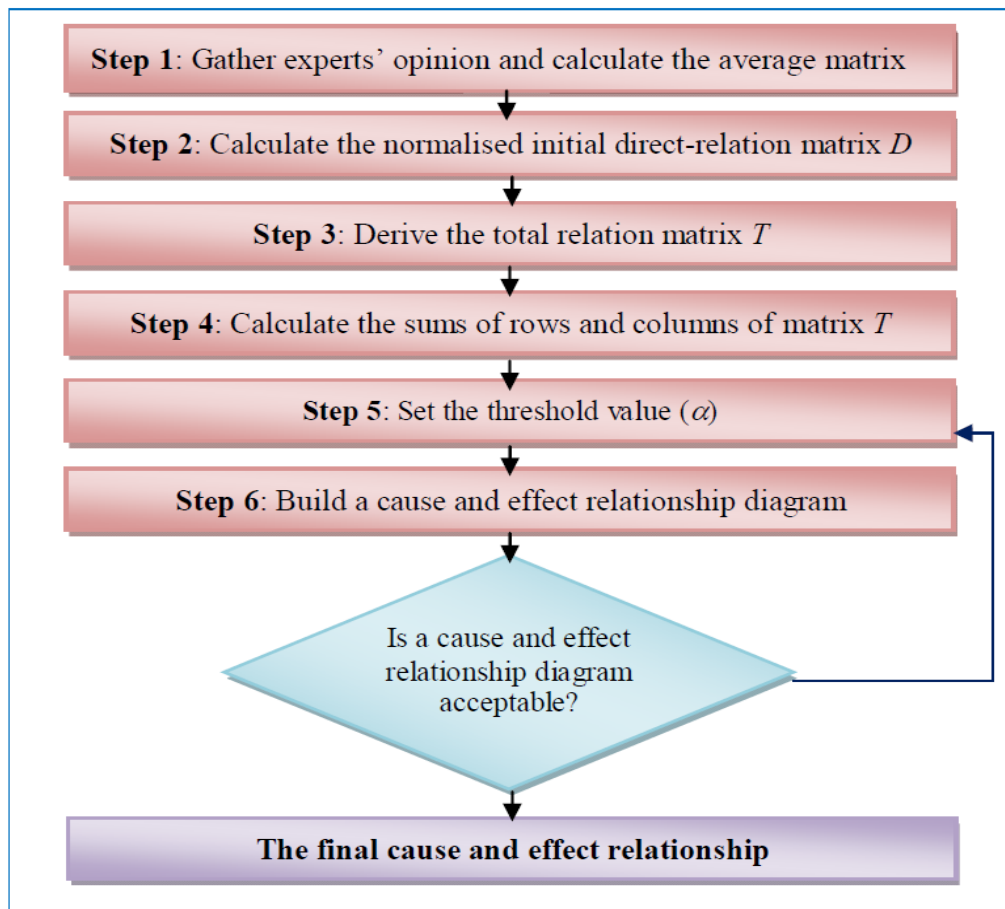 Step 1: Gather experts’ opinion and calculate the average matrix
Step 2: Calculate the normalised initial direct-relation matrix D
Step 3: Derive the total relation matrix T
Step 4: Calculate the sums of rows and columns of matrix T
Step 5: Set the threshold value (α)
Step 6: Build a cause and effect relationship diagram
Is a cause and effect
relationship diagram
acceptable?
The final cause and effect relationship